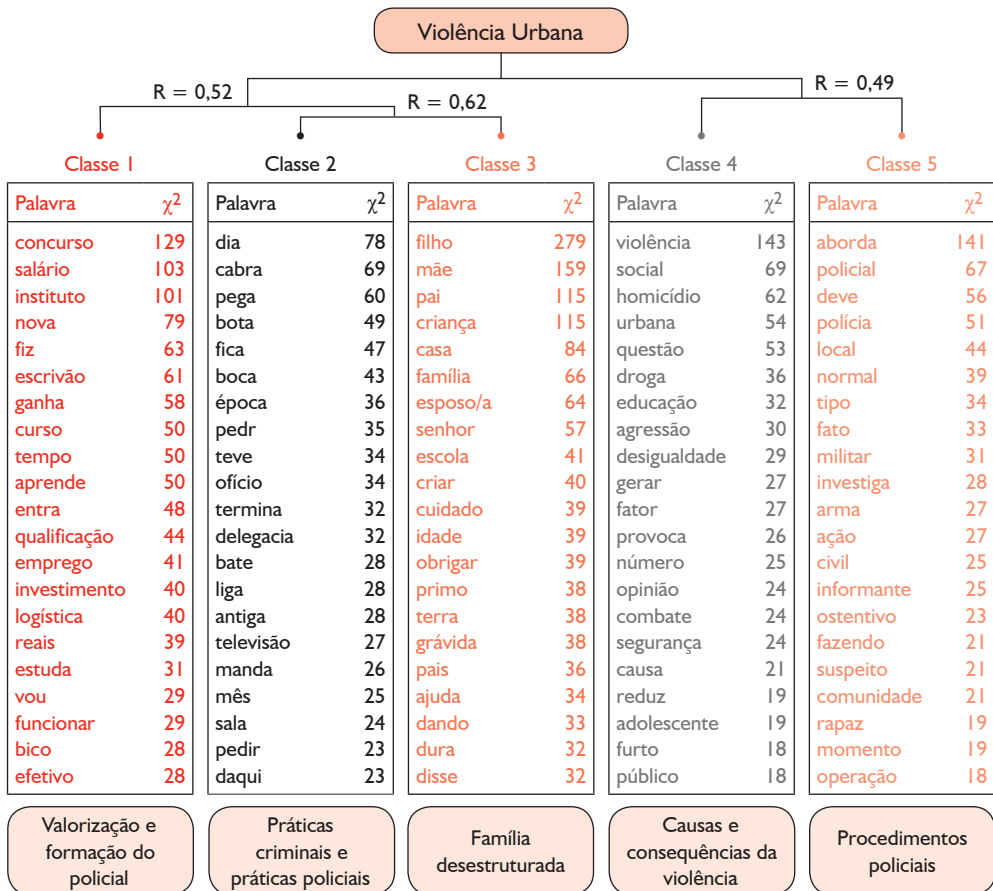 Violência Urbana
R = 0,52
R = 0,62
R = 0,49
Classe 1
Palavra χ2
concurso 129
salário 103
instituto 101
nova 79
fiz 63
escrivão 61
ganha 58
curso 50
tempo 50
aprende 50
entra 48
qualificação 44
emprego 41
investimento 40
logística 40
reais 39
estuda 31
vou 29
funcionar 29
bico 28
efetivo 28
Valorização e
formação do
policial
Classe 2
Palavra χ2
dia 78
cabra 69
pega 60
bota 49
fica 47
boca 43
época 36
pedr 35
teve 34
ofício 34
termina 32
delegacia 32
bate 28
liga 28
antiga 28
televisão 27
manda 26
mês 25
sala 24
pedir 23
daqui 23
Práticas
criminais e
práticas policiais
Classe 3
Palavra χ2
filho 279
mãe 159
pai 115
criança 115
casa 84
família 66
esposo/a 64
senhor 57
escola 41
criar 40
cuidado 39
idade 39
obrigar 39
primo 38
terra 38
grávida 38
pais 36
ajuda 34
dando 33
dura 32
disse 32
Família
desestruturada
Classe 4
Palavra χ2
violência 143
social 69
homicídio 62
urbana 54
questão 53
droga 36
educação 32
agressão 30
desigualdade 29
gerar 27
fator 27
provoca 26
número 25
opinião 24
combate 24
segurança 24
causa 21
reduz 19
adolescente 19
furto 18
público 18
Causas e
consequências da
violência
Classe 5
Palavra χ2
aborda 141
policial 67
deve 56
polícia 51
local 44
normal 39
tipo 34
fato 33
militar 31
investiga 28
arma 27
ação 27
civil 25
informante 25
ostentivo 23
fazendo 21
suspeito 21
comunidade 21
rapaz 19
momento 19
operação 18
Procedimentos
policiais